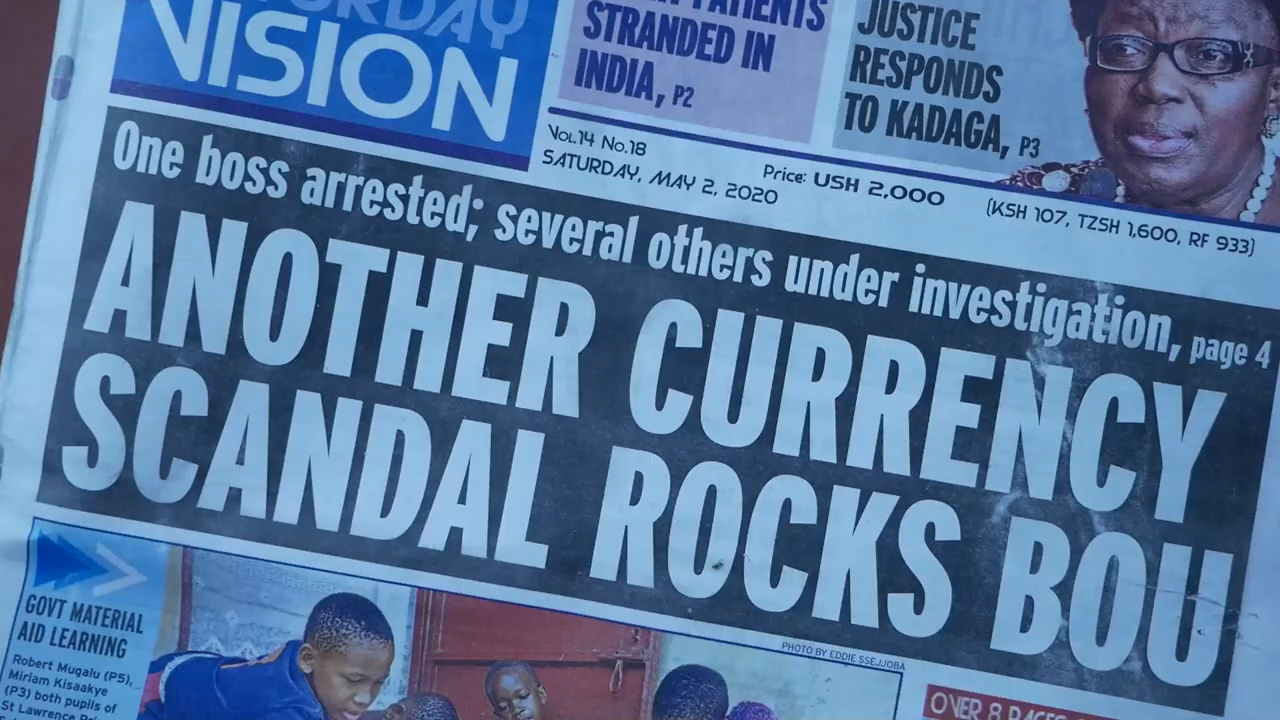 VISION
PATIENTS
STRANDED IN
INDIA, P2
JUSTICE
RESPONDS
TO KADAGA, P3
VOL.14 No.18
SATURDAY, MAY 2, 2020
Price: USH 2,000
(KSH 107, TZSH 1,600, RF 933)
One boss arrested; several others under investigation, page 4
ANOTHER CURRENCY
SCANDAL ROCKS BOU
GOVT MATERIAL
AID LEARNING
Robert Mugalu (P5),
Miriam Kisaakye
(P3) both pupils of
St Lawrence
PHOTO BY EDDIE SSEJJOBA
OVER 8 PAGES